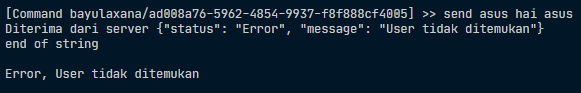 [Command bayulaxana/ad008a76-5962-4854-9937-f8f888cf4005] >> send asus hai asus
Diterima dari server {"status": "Error", "message": "User tidak ditemukan"}
end of string

Error, User tidak ditemukan